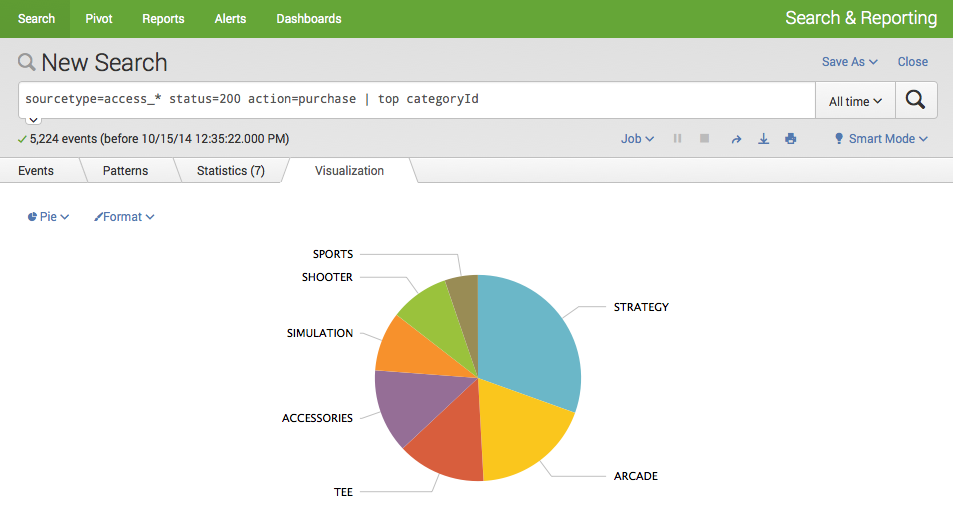 Search Pivot Reports Alerts Dashboards Search & Reporting
New Search Save As Close
sourcetype=access_* status=200 action=purchase | top categoryId All time
5,224 events (before 10/15/14 12:35:22.000 PM) Job Smart Mode
Events Patterns Statistics (7) Visualization
Pie Format
SPORTS
SHOOTER
STRATEGY
SIMULATION
ACCESSORIES
ARCADE
TEE